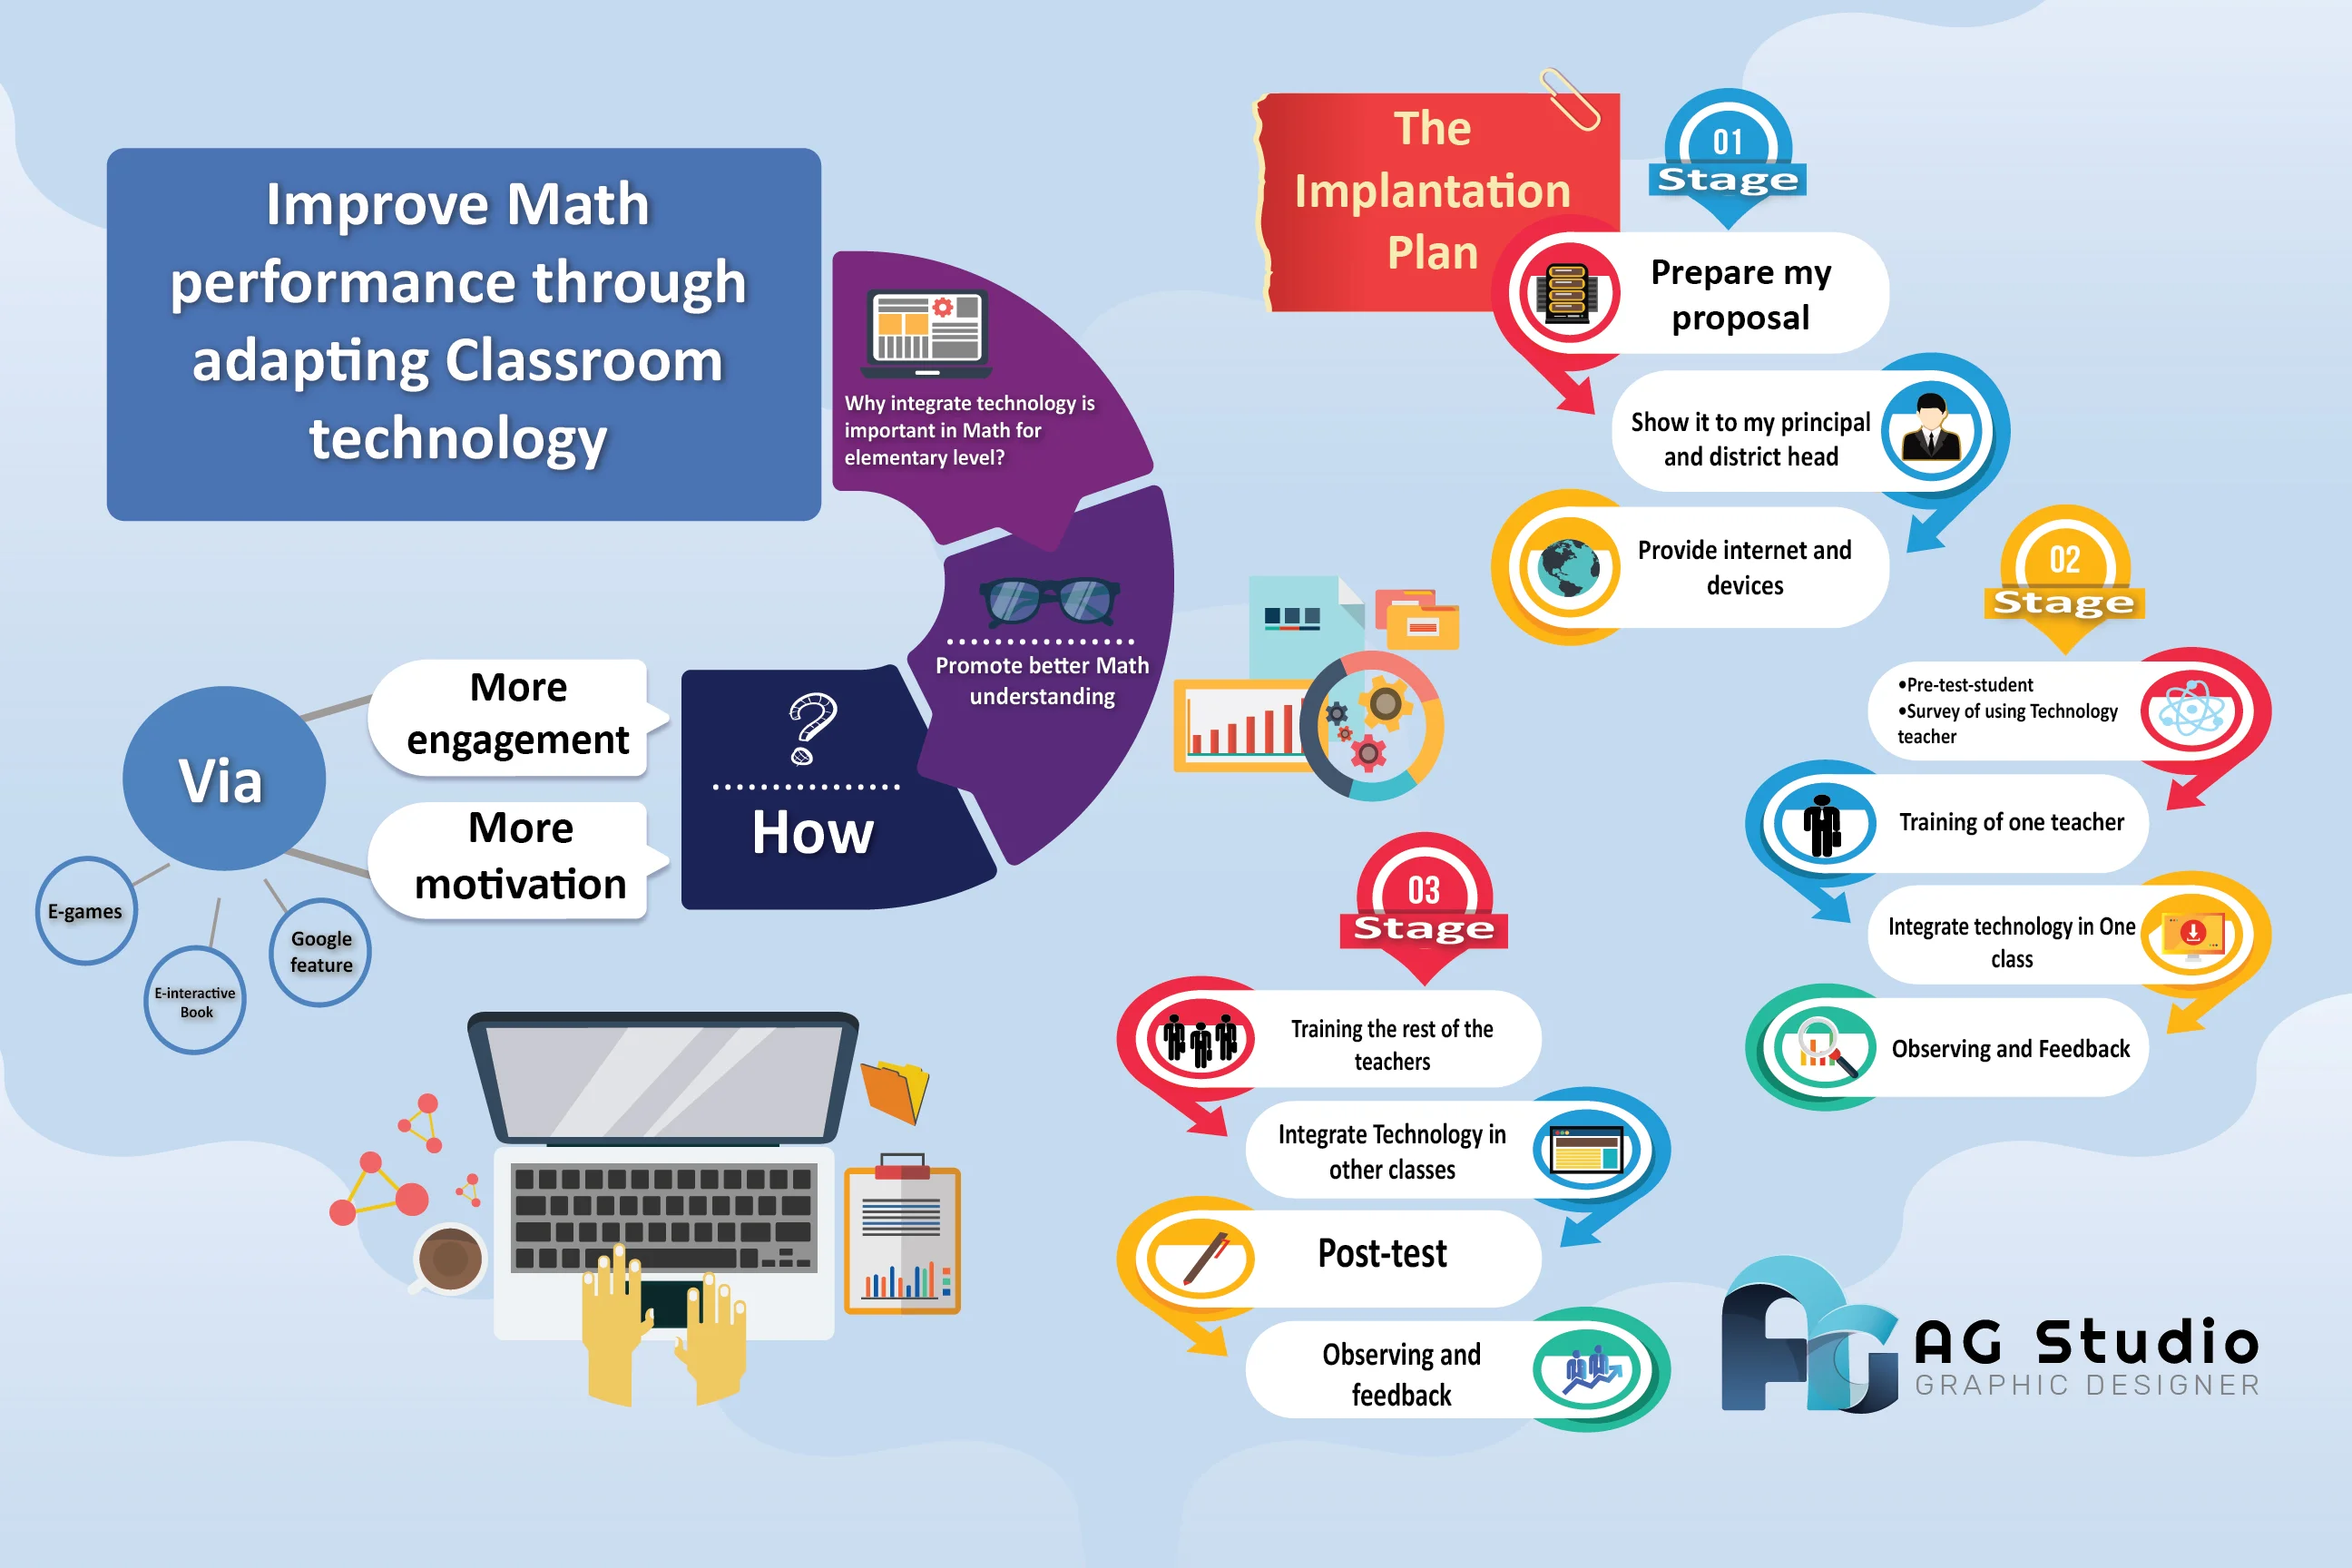 Improve Math
performance through
adapting Classroom
technology
Why integrate technology is
important in Math for
elementary level?
Promote better Math
understanding
?
How
More
engagement
More
motivation
Via
E-games
E-interactive
Book
Google
feature
The
Implantation
Plan
01
Stage
Prepare my
proposal
Show it to my principal
and district head
Provide internet and
devices
02
Stage
•Pre-test-student
•Survey of using Technology
teacher
Training of one teacher
Integrate technology in One
class
Observing and Feedback
03
Stage
Training the rest of the
teachers
Integrate Technology in
other classes
Post-test
Observing and
feedback
AG Studio
GRAPHIC DESIGNER